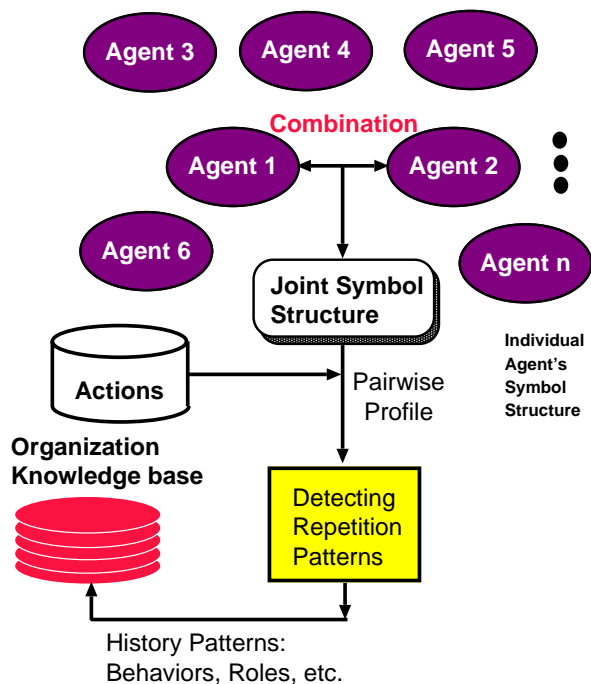 Agent 3
Agent 4
Agent 5
Combination
Agent 1
Agent 2
Agent 6
Agent n
Joint Symbol
Structure
Individual
Agent's
Symbol
Structure
Actions
Pairwise
Profile
Organization
Knowledge base
Detecting
Repetition
Patterns
History Patterns:
Behaviors, Roles, etc.